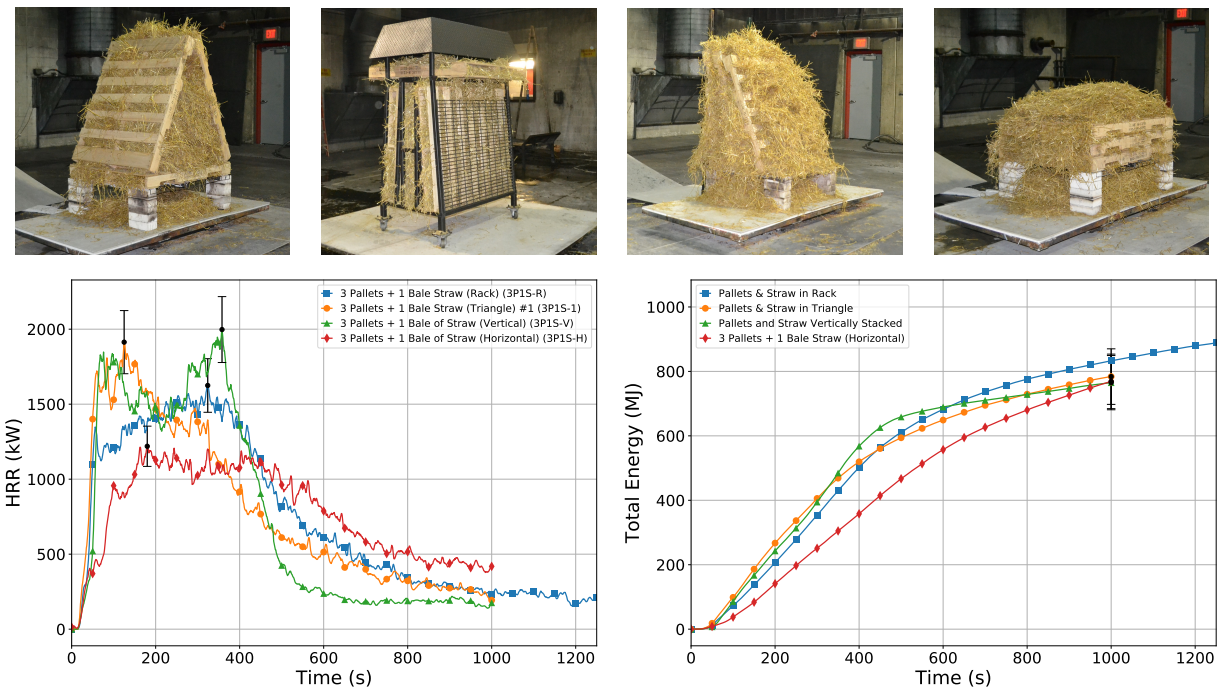 3 Pallets + 1 Bale Straw (Rack) (3P1S-R)
3 Pallets + 1 Bale Straw (Triangle) #1 (3P1S-1)
3 Pallets + 1 Bale of Straw (Vertical) (3P1S-V)
3 Pallets + 1 Bale of Straw (Horizontal) (3P1S-H)
HRR (kW)
2000
1500
1000
500
0
0 200 400 600 800 1000 1200
Time (s)
Pallets & Straw in Rack
Pallets & Straw in Triangle
Pallets and Straw Vertically Stacked
3 Pallets + 1 Bale Straw (Horizontal)
Total Energy (MJ)
1000
800
600
400
200
0
0 200 400 600 800 1000 1200
Time (s)